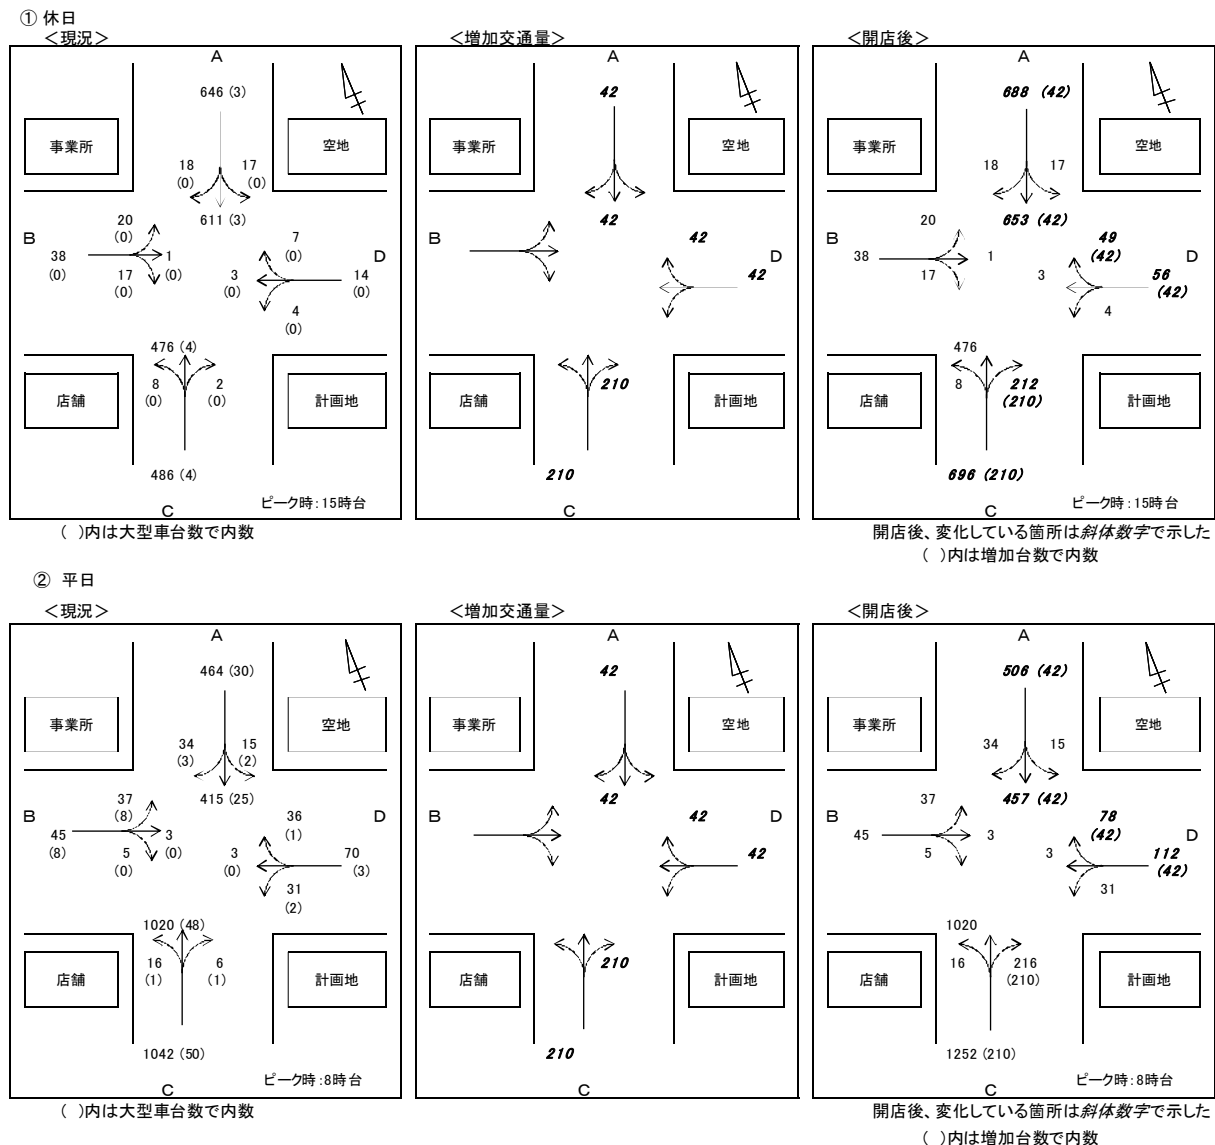 ① 休日
＜現況＞
A
646 (3)
事業所
空地
18
(0)
17
(0)
611 (3)
B
38
(0)
20
(0)
17
(0)
1
(0)
7
(0)
3
(0)
4
(0)
D
14
(0)
476 (4)
8
(0)
2
(0)
店舗
計画地
486 (4)
C
ピーク時：15時台
(　)内は大型車台数で内数
＜増加交通量＞
A
42
事業所
空地
42
B
42
D
42
210
店舗
計画地
210
C
＜開店後＞
A
688 (42)
事業所
空地
18
17
653 (42)
B
38
20
17
1
49
(42)
3
4
D
56
(42)
476
8
212
(210)
店舗
計画地
696 (210)
C
ピーク時：15時台
開店後、変化している箇所は斜体数字で示した
(　)内は増加台数で内数
② 平日
＜現況＞
A
464 (30)
事業所
空地
34
(3)
15
(2)
415 (25)
B
45
(8)
37
(8)
5
(0)
3
(0)
36
(1)
3
(0)
31
(2)
D
70
(3)
1020 (48)
16
(1)
6
(1)
店舗
計画地
1042 (50)
C
ピーク時：8時台
(　)内は大型車台数で内数
＜増加交通量＞
A
42
事業所
空地
42
B
42
D
42
210
店舗
計画地
210
C
＜開店後＞
A
506 (42)
事業所
空地
34
15
457 (42)
B
45
37
5
3
78
(42)
3
31
D
112
(42)
1020
16
216
(210)
店舗
計画地
1252 (210)
C
ピーク時：8時台
開店後、変化している箇所は斜体数字で示した
(　)内は増加台数で内数